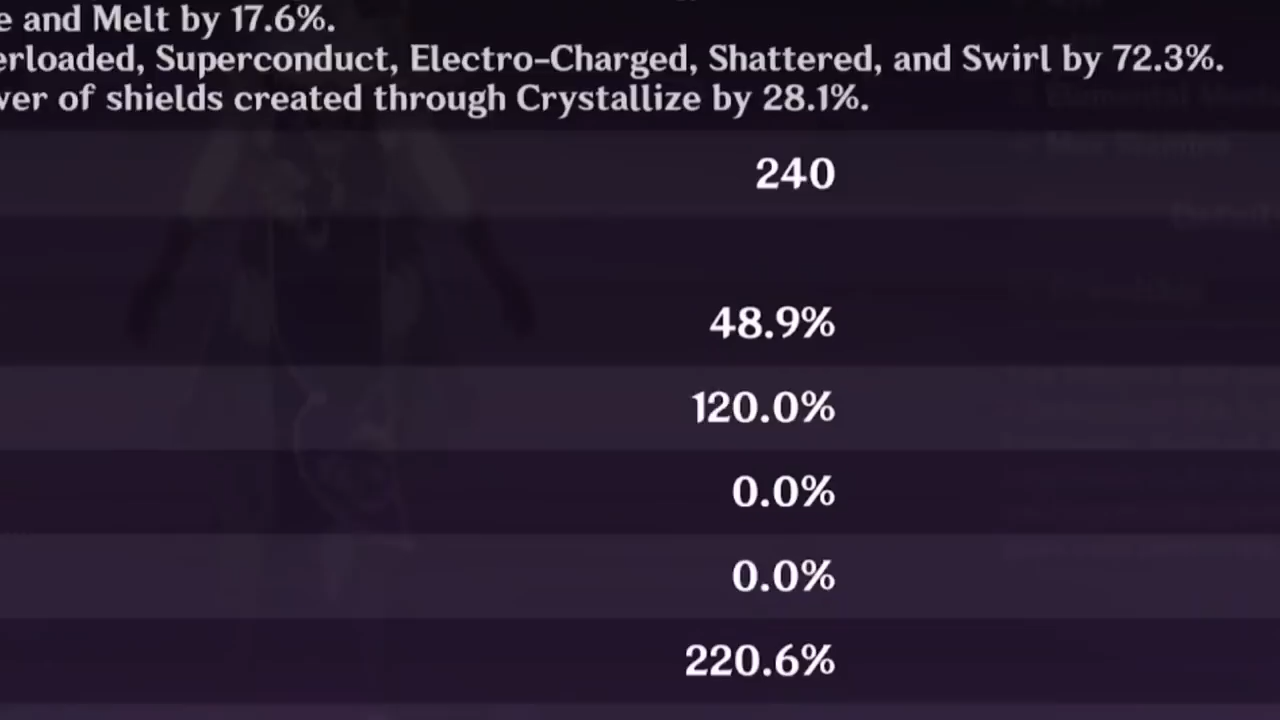 e and Melt by 17.6%.
erloaded, Superconduct, Electro-Charged, Shattered, and Swirl by 72.3%.
wer of shields created through Crystallize by 28.1%.
240
48.9%
120.0%
0.0%
0.0%
220.6%